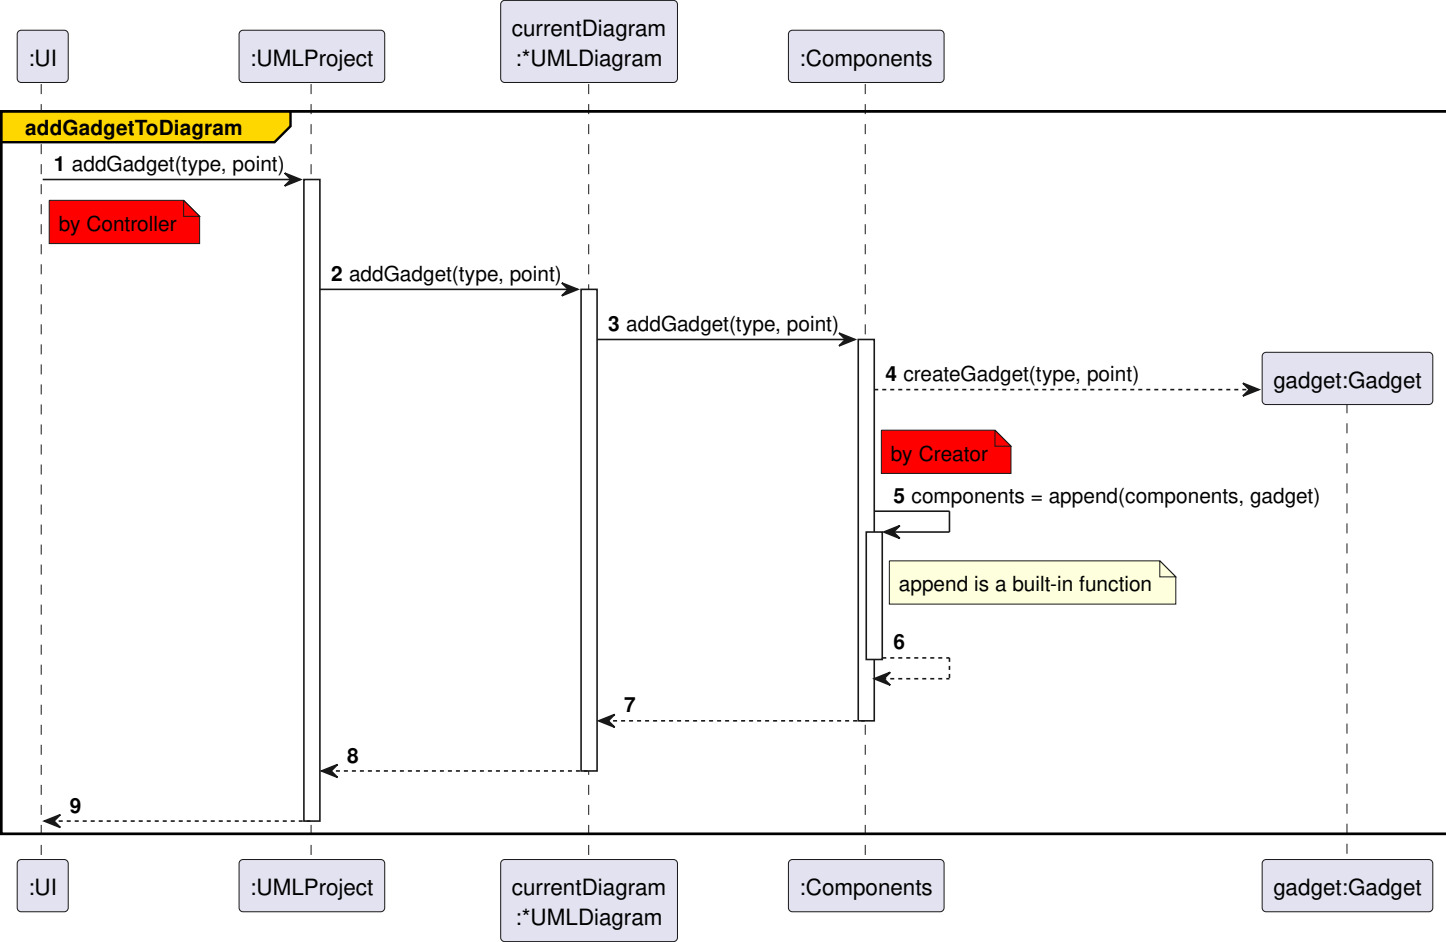 :UI
:UMLProject
currentDiagram
:*UMLDiagram
:Components
addGadgetToDiagram
1 addGadget(type, point)
by Controller
2 addGadget(type, point)
3 addGadget(type, point)
4 createGadget(type, point)
gadget:Gadget
by Creator
5 components = append(components, gadget)
append is a built-in function
6
7
8
9
:UI
:UMLProject
currentDiagram
:*UMLDiagram
:Components
gadget:Gadget